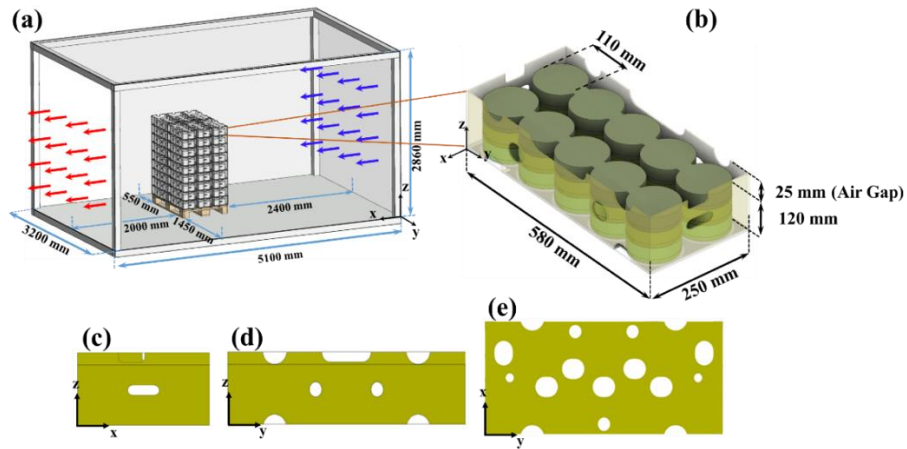 (a)
(b)
110 mm
z
x
y
25 mm (Air Gap)
120 mm
580 mm
250 mm
2860 mm
550 mm
2000 mm
1450 mm
2400 mm
3200 mm
5100 mm
z
x
y
(c)
z
x
(d)
z
y
(e)
x
y